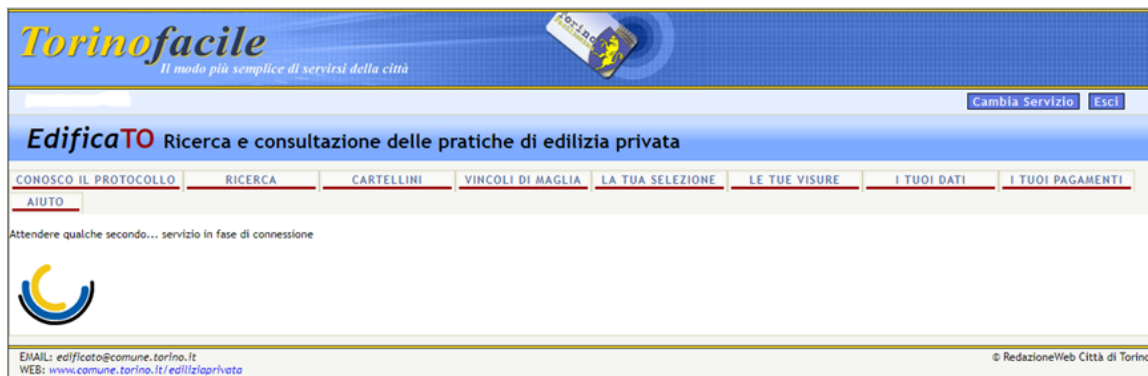 Torinofacile
Il modo più semplice di servirsi della città
Torino
Cambia Servizio Esci
EdificaTO Ricerca e consultazione delle pratiche di edilizia privata
CONOSCO IL PROTOCOLLO RICERCA CARTELLINI VINCOLI DI MAGLIA LA TUA SELEZIONE LE TUE VISURE I TUOI DATI I TUOI PAGAMENTI
AIUTO
Attendere qualche secondo... servizio in fase di connessione
EMAIL: edificato@comune.torino.it © RedazioneWeb Città di Torino
WEB: www.comune.torino.it/ediliziaprivata